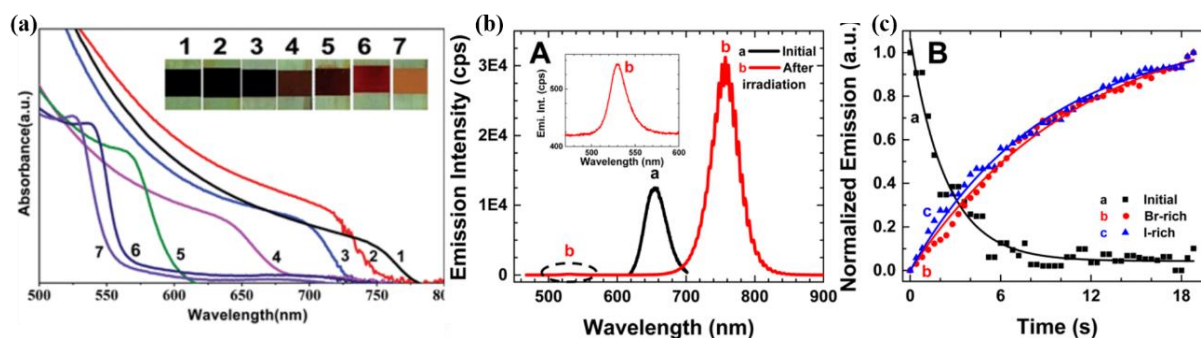 (a)
1 2 3 4 5 6 7
Absorbance(a.u.)
7 6 5 4 3 2 1
500 550 600 650 700 750 800
Wavelength(nm)
(b)
A
Emission Intensity (cps)
3E4
2E4
1E4
0
a Initial
b After
irradiation
b
Emi. Int. (cps)
500
400
b
500 550 600
Wavelength (nm)
a
b
500 600 700 800 900
Wavelength (nm)
(c)
B
Normalized Emission (a.u.)
1.0
0.8
0.6
0.4
0.2
0.0
a
c
b
a Initial
b Br-rich
c I-rich
0 6 12 18
Time (s)